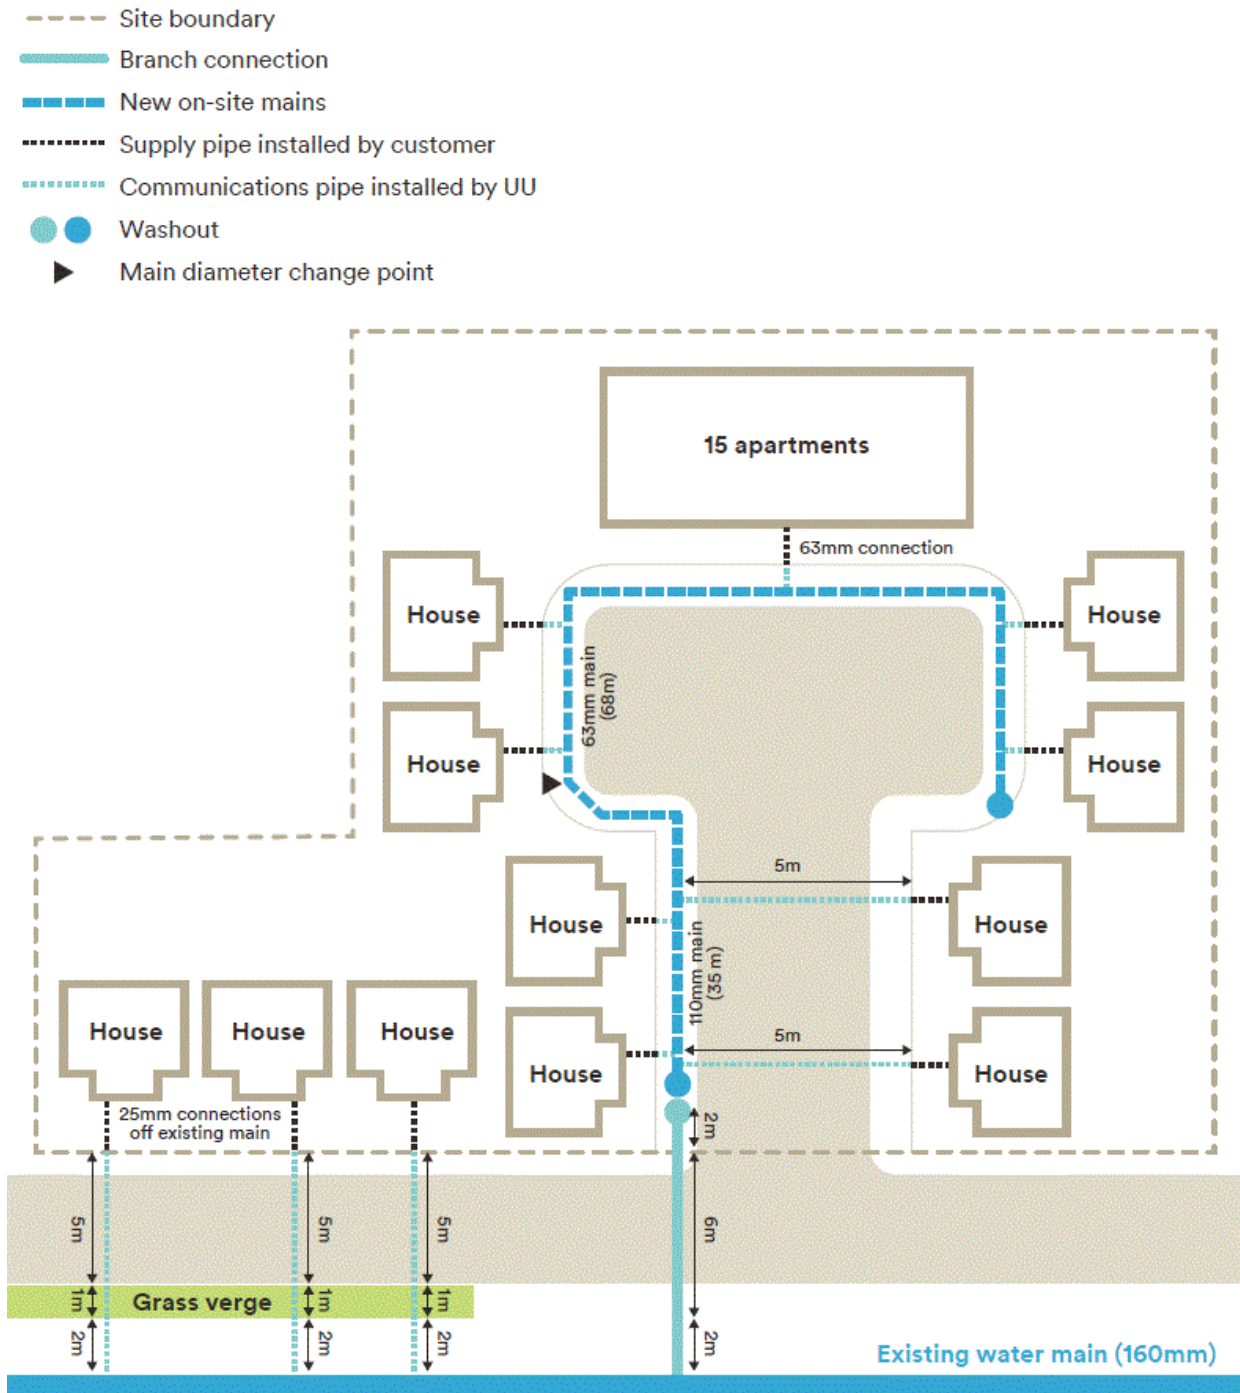 Site boundary
Branch connection
New on-site mains
Supply pipe installed by customer
Communications pipe installed by UU
Washout
Main diameter change point
15 apartments
63mm connection
House
House
63mm main
(68m)
House
House
5m
House
House
110mm main
(35 m)
House
House
House
5m
House
House
25mm connections
off existing main
2m
5m
5m
5m
6m
1m
Grass verge
1m
1m
2m
2m
2m
2m
Existing water main (160mm)